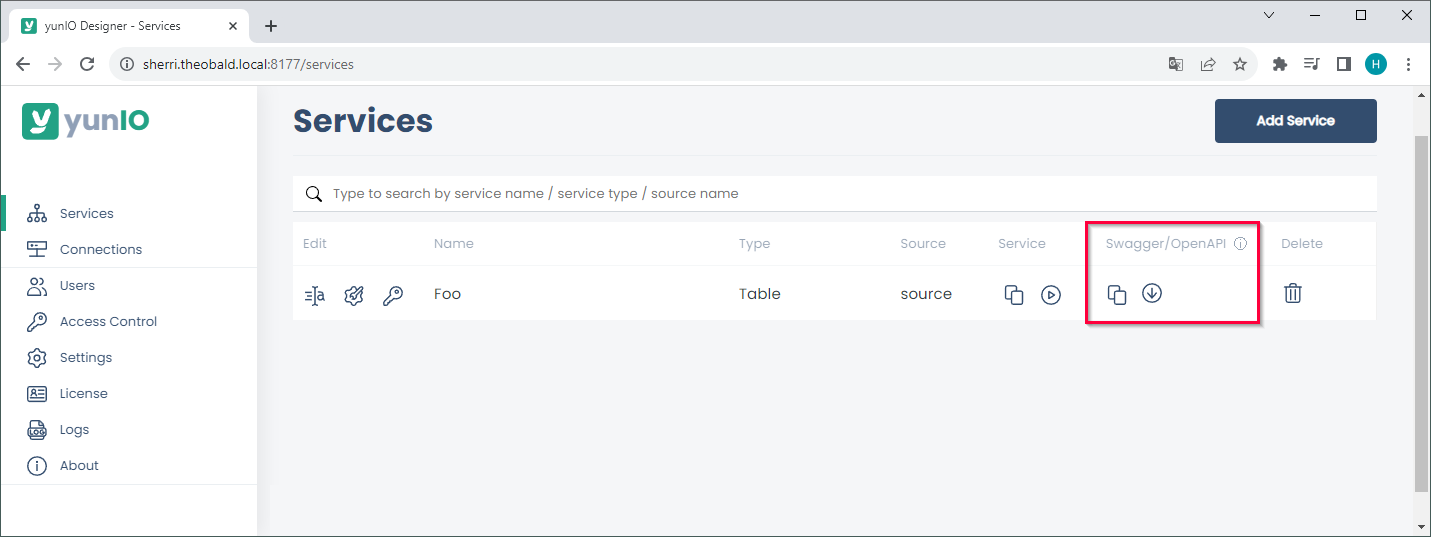 yunIO Designer - Services
sherri.theobald.local:8177/services
H
yunIO
Services
Add Service
Type to search by service name / service type / source name
Services
Connections
Users
Access Control
Settings
License
LOG
Logs
About
Edit Name Type Source Service Swagger/OpenAPI Delete
Foo Table source